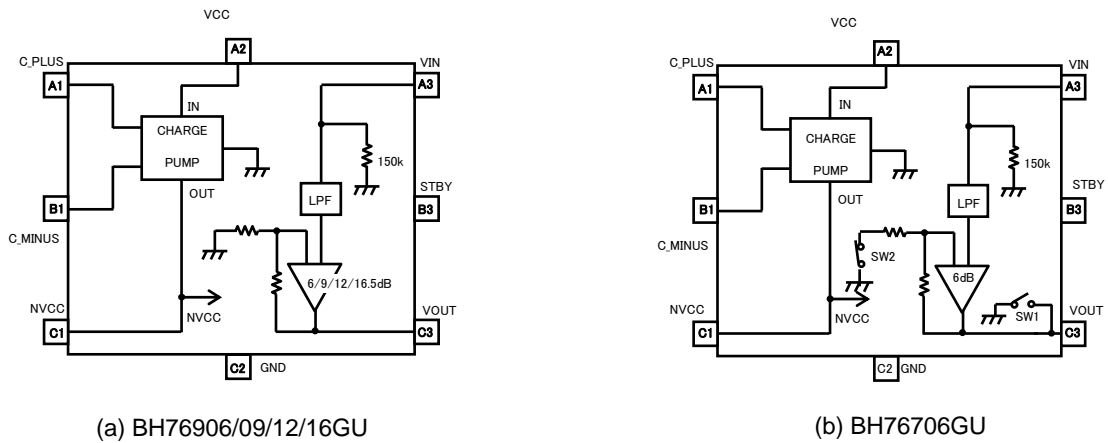 VCC
A2
C_PLUS
VIN
A1
A3
IN
CHARGE
PUMP
150k
OUT
LPF
STBY
B1
B3
C_MINUS
6/9/12/16.5dB
NVCC
NVCC
VOUT
C1
C3
C2
GND
(a) BH76906/09/12/16GU
VCC
A2
C_PLUS
VIN
A1
A3
IN
CHARGE
PUMP
150k
OUT
LPF
STBY
B1
B3
C_MINUS
SW2
6dB
NVCC
NVCC
SW1
VOUT
C1
C3
C2
GND
(b) BH76706GU